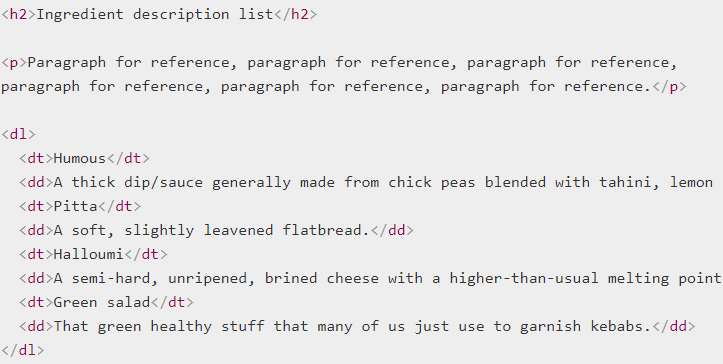 <h2>Ingredient description list</h2>
<p>Paragraph for reference, paragraph for reference, paragraph for reference,
paragraph for reference, paragraph for reference, paragraph for reference.</p>
<dl>
<dt>Humous</dt>
<dd>A thick dip/sauce generally made from chick peas blended with tahini, lemon
<dt>Pitta</dt>
<dd>A soft, slightly leavened flatbread.</dd>
<dt>Halloumi</dt>
<dd>A semi-hard, unripened, brined cheese with a higher-than-usual melting point
<dt>Green salad</dt>
<dd>That green healthy stuff that many of us just use to garnish kebabs.</dd>
</dl>